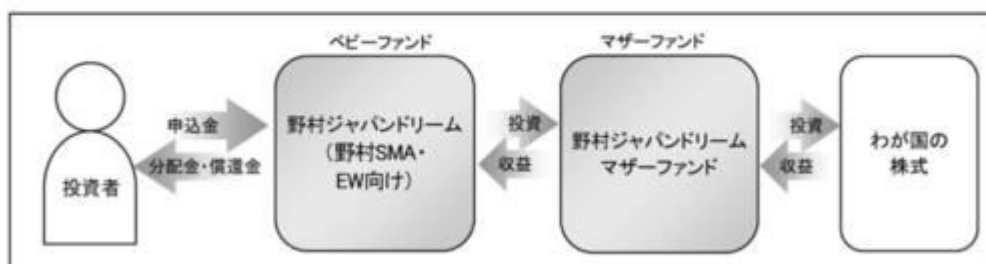 ベビーファンド
マザーファンド
投資者
申込金
分配金・償還金
野村ジャパンドリーム
（野村SMA・
EW向け）
投資
収益
野村ジャパンドリーム
マザーファンド
投資
収益
わが国の
株式